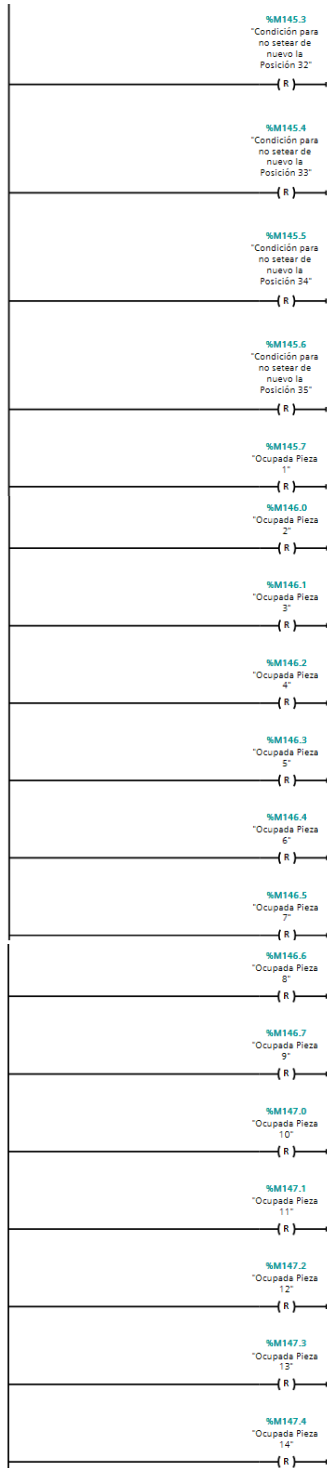 %M145.3
"Condición para
no setear de
nuevo la
Posición 32"
( R )
%M145.4
"Condición para
no setear de
nuevo la
Posición 33"
( R )
%M145.5
"Condición para
no setear de
nuevo la
Posición 34"
( R )
%M145.6
"Condición para
no setear de
nuevo la
Posición 35"
( R )
%M145.7
"Ocupada Pieza
1"
( R )
%M146.0
"Ocupada Pieza
2"
( R )
%M146.1
"Ocupada Pieza
3"
( R )
%M146.2
"Ocupada Pieza
4"
( R )
%M146.3
"Ocupada Pieza
5"
( R )
%M146.4
"Ocupada Pieza
6"
( R )
%M146.5
"Ocupada Pieza
7"
( R )
%M146.6
"Ocupada Pieza
8"
( R )
%M146.7
"Ocupada Pieza
9"
( R )
%M147.0
"Ocupada Pieza
10"
( R )
%M147.1
"Ocupada Pieza
11"
( R )
%M147.2
"Ocupada Pieza
12"
( R )
%M147.3
"Ocupada Pieza
13"
( R )
%M147.4
"Ocupada Pieza
14"
( R )